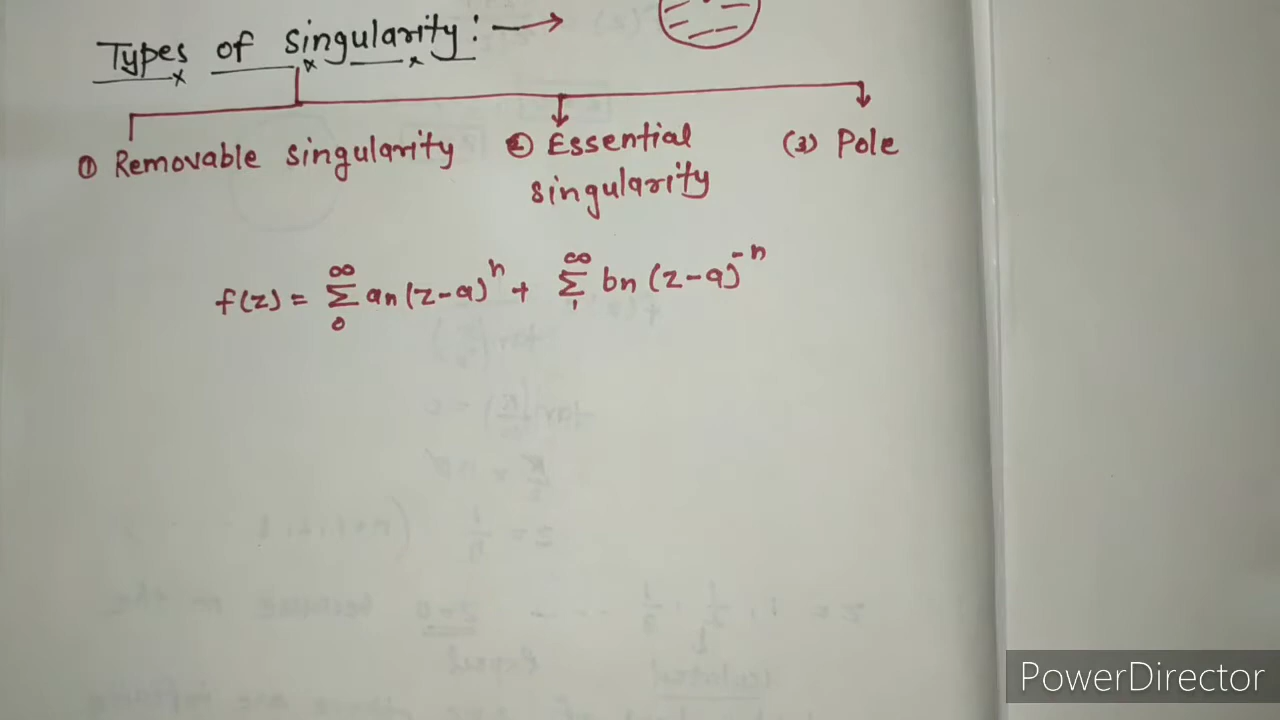 Types of singularity :- →
① Removable singularity ② Essential singularity (3) Pole
f(z) = ∞Σ0 an (z-a)^n + ∞Σ1 bn (z-a)^-n
PowerDirector